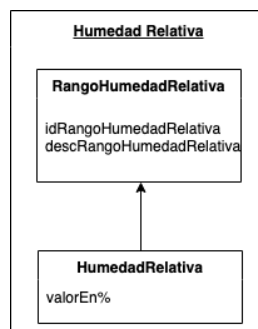 Humedad Relativa
RangoHumedadRelativa
idRangoHumedadRelativa
descRangoHumedadRelativa
HumedadRelativa
valorEn%